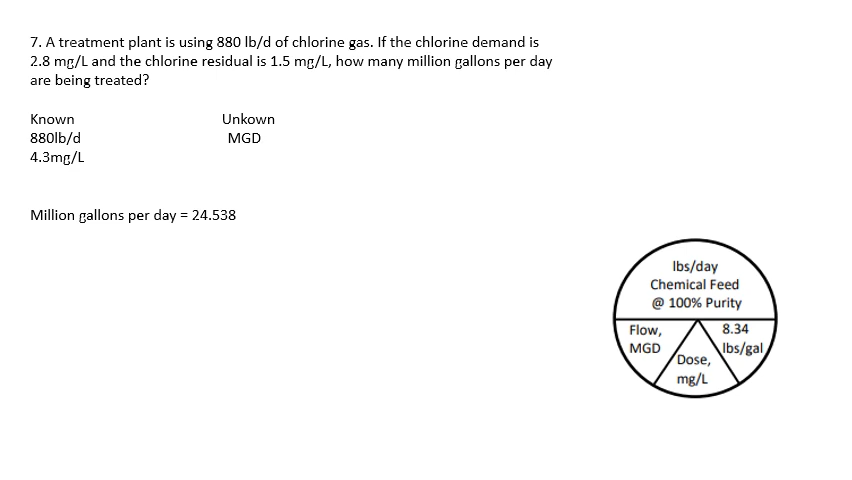 7. A treatment plant is using 880 lb/d of chlorine gas. If the chlorine demand is
2.8 mg/L and the chlorine residual is 1.5 mg/L, how many million gallons per day
are being treated?
Known Unkown
880lb/d MGD
4.3mg/L
Million gallons per day = 24.538
lbs/day
Chemical Feed
@ 100% Purity
Flow,
MGD
Dose,
mg/L
8.34
lbs/gal